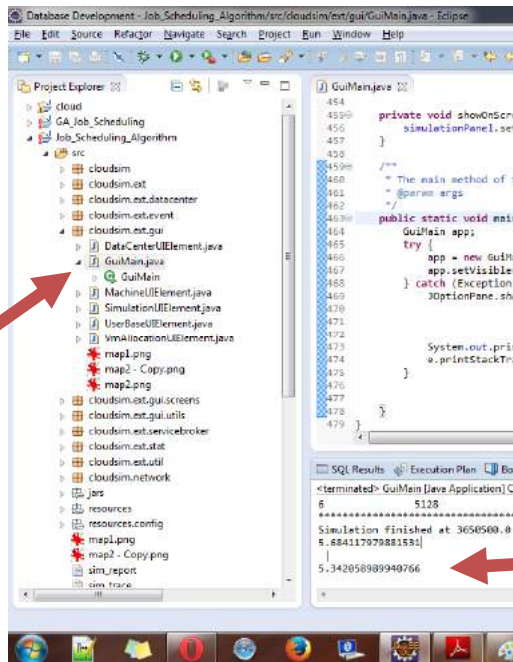 Database Development - Job_Scheduling_Algorithm/src/cloudsim/ext/gui/GuiMain.java - Eclipse
File Edit Source Refactor Navigate Search Project Run Window Help
Project Explorer
cloud
GA_Job_Scheduling
Job_Scheduling_Algorithm
src
cloudsim
cloudsim.ext
cloudsim.ext.datacenter
cloudsim.ext.event
cloudsim.ext.gui
DataCenterUIElement.java
GuiMain.java
GuiMain
MachineUIElement.java
SimulationUIElement.java
UserBaseUIElement.java
VmAllocationUIElement.java
map1.png
map2 - Copy.png
map2.png
cloudsim.ext.gui.screens
cloudsim.ext.gui.utils
cloudsim.ext.servicebroker
cloudsim.ext.stat
cloudsim.ext.util
cloudsim.network
jars
resources
resources.config
map1.png
map2 - Copy.png
sim_report
sim_trace
GuiMain.java
454
455 private void showOnScre
456 simulationPanel.set
457 }
458
459 /**
460 * The main method of
461 * @param args
462 */
463 public static void main
464 GuiMain app;
465 try {
466 app = new GuiM
467 app.setVisible
468 } catch (Exception
469 JOptionPane.sh
470
471
472
473 System.out.pri
474 e.printStackTr
475 }
476
477
478 }
479 }
SQL Results Execution Plan Bo
<terminated> GuiMain [Java Application] C
6 5128
****************************************
Simulation finished at 3650500.0
5.684117979881531
|
5.342058989940766